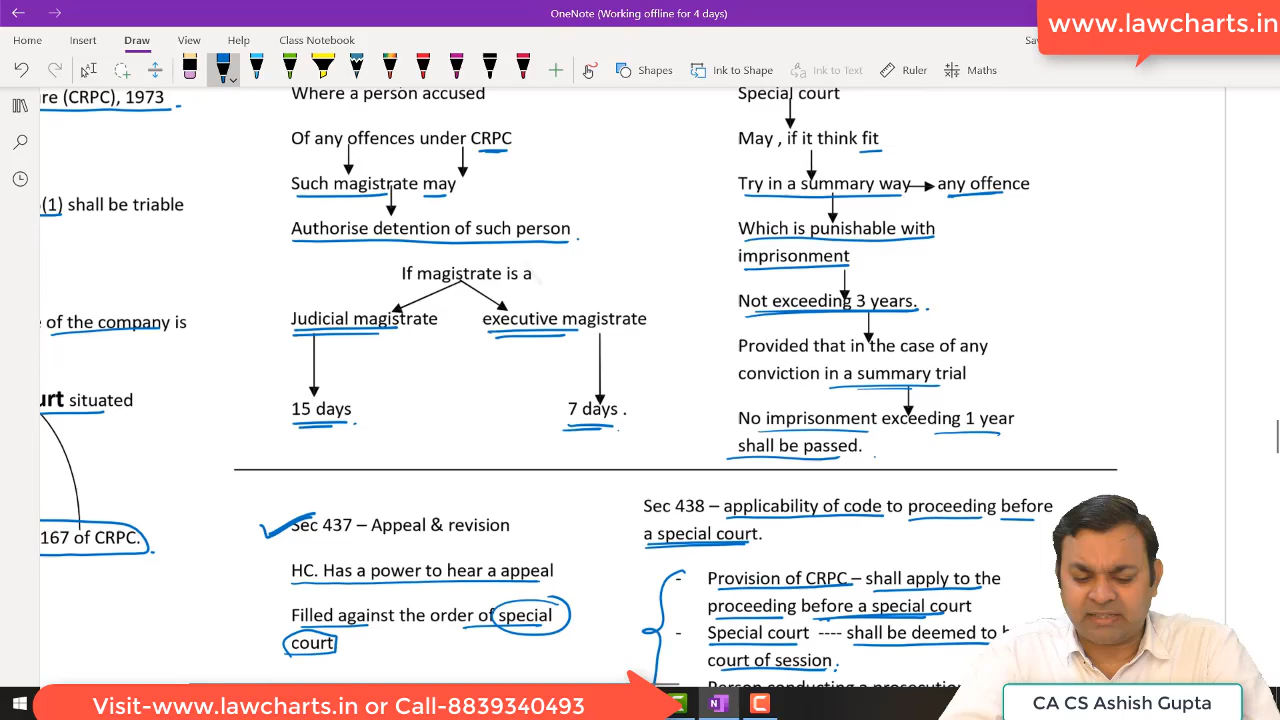 OneNote (Working offline for 4 days)
www.lawcharts.in
Home Insert Draw View Help Class Notebook
Shapes Ink to Shape Ink to Text Ruler Maths
re (CRPC), 1973
(1) shall be triable
e of the company is
urt situated
167 of CRPC.
Where a person accused
Of any offences under CRPC
Such magistrate may
Authorise detention of such person
If magistrate is a
Judicial magistrate executive magistrate
15 days 7 days .
Special court
May , if it think fit
Try in a summary way any offence
Which is punishable with
imprisonment
Not exceeding 3 years.
Provided that in the case of any
conviction in a summary trial
No imprisonment exceeding 1 year
shall be passed.
Sec 437 – Appeal & revision
HC. Has a power to hear a appeal
Filled against the order of special
court
Sec 438 – applicability of code to proceeding before
a special court.
- Provision of CRPC – shall apply to the
proceeding before a special court
- Special court ---- shall be deemed to
court of session.
Person conducting a prosecution
Visit-www.lawcharts.in or Call-8839340493
CA CS Ashish Gupta